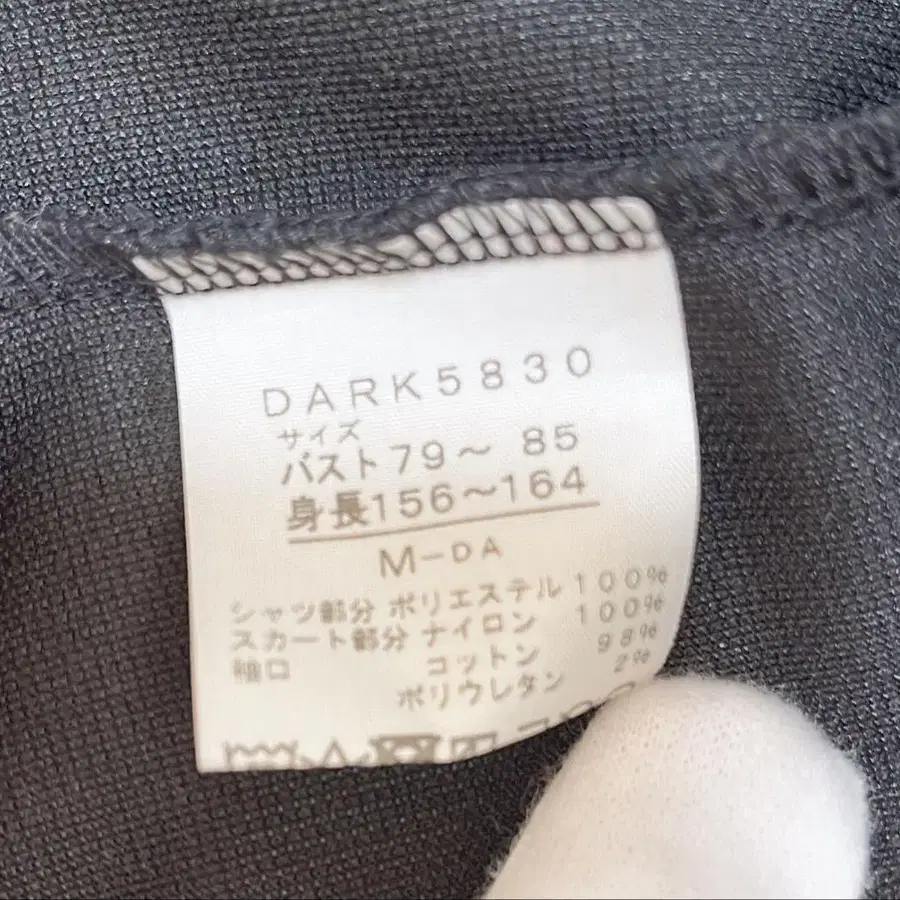 DARK5830
サイズ
バスト79～ 85
身長156～164
M-DA
シャツ部分 ポリエステル 100%
スカート部分 ナイロン 100%
袖口 コットン 98%
ポリウレタン 2%